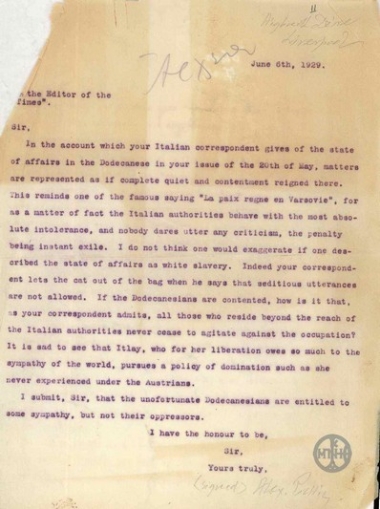 June 6th, 1929.
the Editor of the
Times".
Sir,
In the account which your Italian correspondent gives of the state
of affairs in the Dodecanese in your issue of the 20th of May, matters
are represented as if complete quiet and contentment reigned there.
This reminds one of the famous saying "La paix regne en Varsovie", for
as a matter of fact the Italian authorities behave with the most abso-
lute intolerance, and nobody dares utter any criticism, the penalty
being instant exile. I do not think one would exaggerate if one des-
cribed the state of affairs as white slavery. Indeed your correspond-
ent lets the cat out of the bag when he says that seditious utterances
are not allowed. If the Dodecanesians are contented, how is it that,
as your correspondent admits, all those who reside beyond the reach of
the Italian authorities never cease to agitate against the occupation?
It is sad to see that Itlay, who for her liberation owes so much to the
sympathy of the world, pursues a policy of domination such as she
never experienced under the Austrians.
I submit, Sir, that the unforotunate Dodecanesians are entitled to
some sympathy, but not their oppressors.
I have the honour to be,
Sir,
Yours truly.
(signed) Alex.